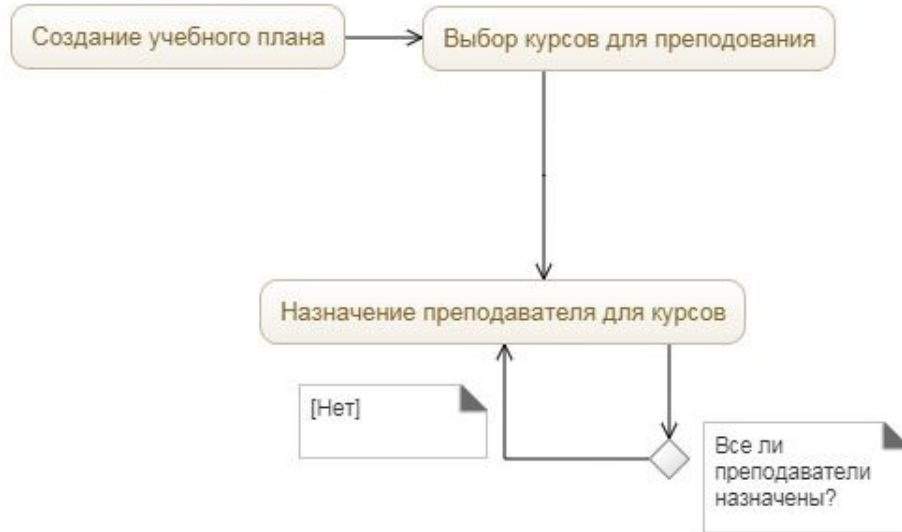 Создание учебного плана
Выбор курсов для преподования
Назначение преподавателя для курсов
[Нет]
Все ли
преподаватели
назначены?